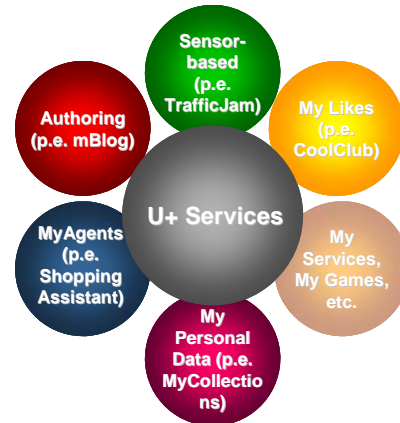 Sensor-
based
(p.e.
TrafficJam)
Authoring
(p.e. mBlog)
My Likes
(p.e.
CoolClub)
U+ Services
MyAgents
(p.e.
Shopping
Assistant)
My
Services,
My Games,
etc.
My
Personal
Data (p.e.
MyCollectio
ns)